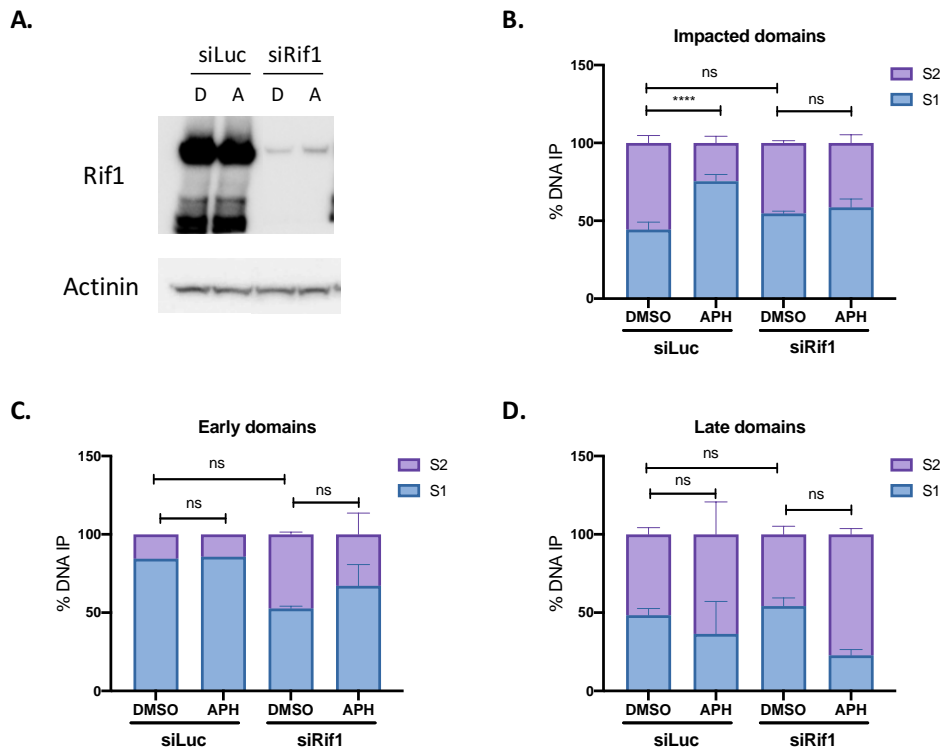 A.
siLuc siRif1
D A D A
Rif1
Actinin
B.
Impacted domains
S2
S1
% DNA IP
150
100
50
0
ns
**** ns
DMSO APH DMSO APH
siLuc siRif1
C.
Early domains
S2
S1
% DNA IP
150
100
50
0
ns
ns ns
DMSO APH DMSO APH
siLuc siRif1
D.
Late domains
S2
S1
% DNA IP
150
100
50
0
ns
ns ns
DMSO APH DMSO APH
siLuc siRif1